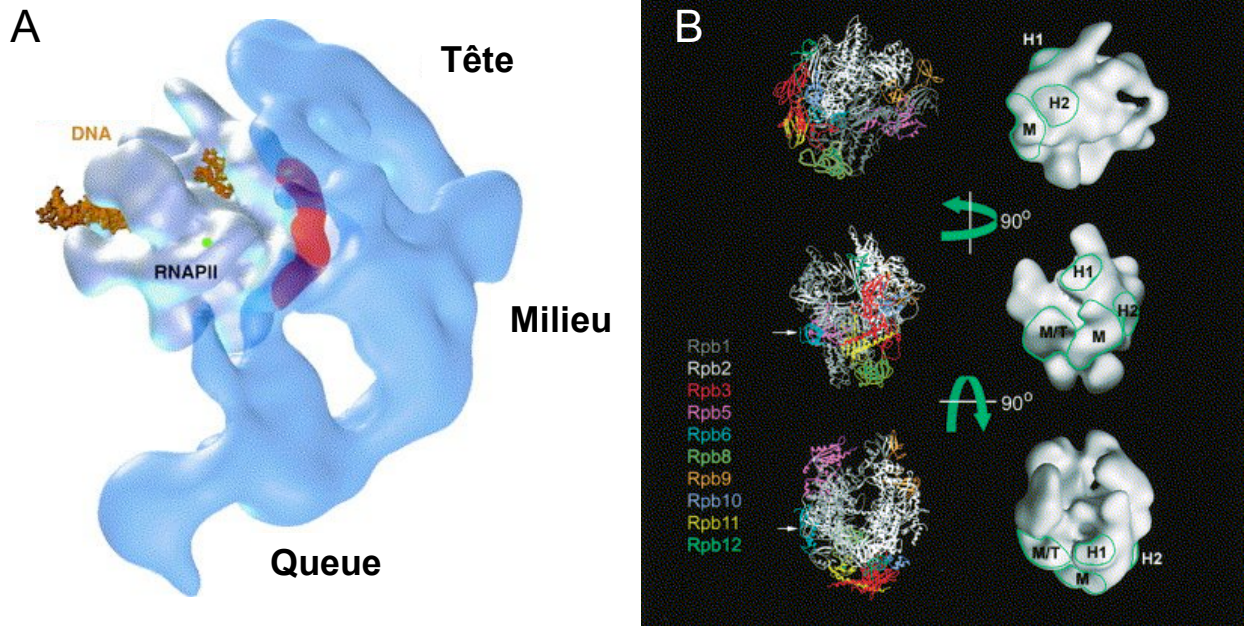 A
Tête
DNA
RNAPII
Milieu
Queue
B
H1
H2
M
90°
H1
H2
M/T
M
Rpb1
Rpb2
Rpb3
Rpb5
Rpb6
Rpb8
Rpb9
Rpb10
Rpb11
Rpb12
90°
M/T
H1
H2
M